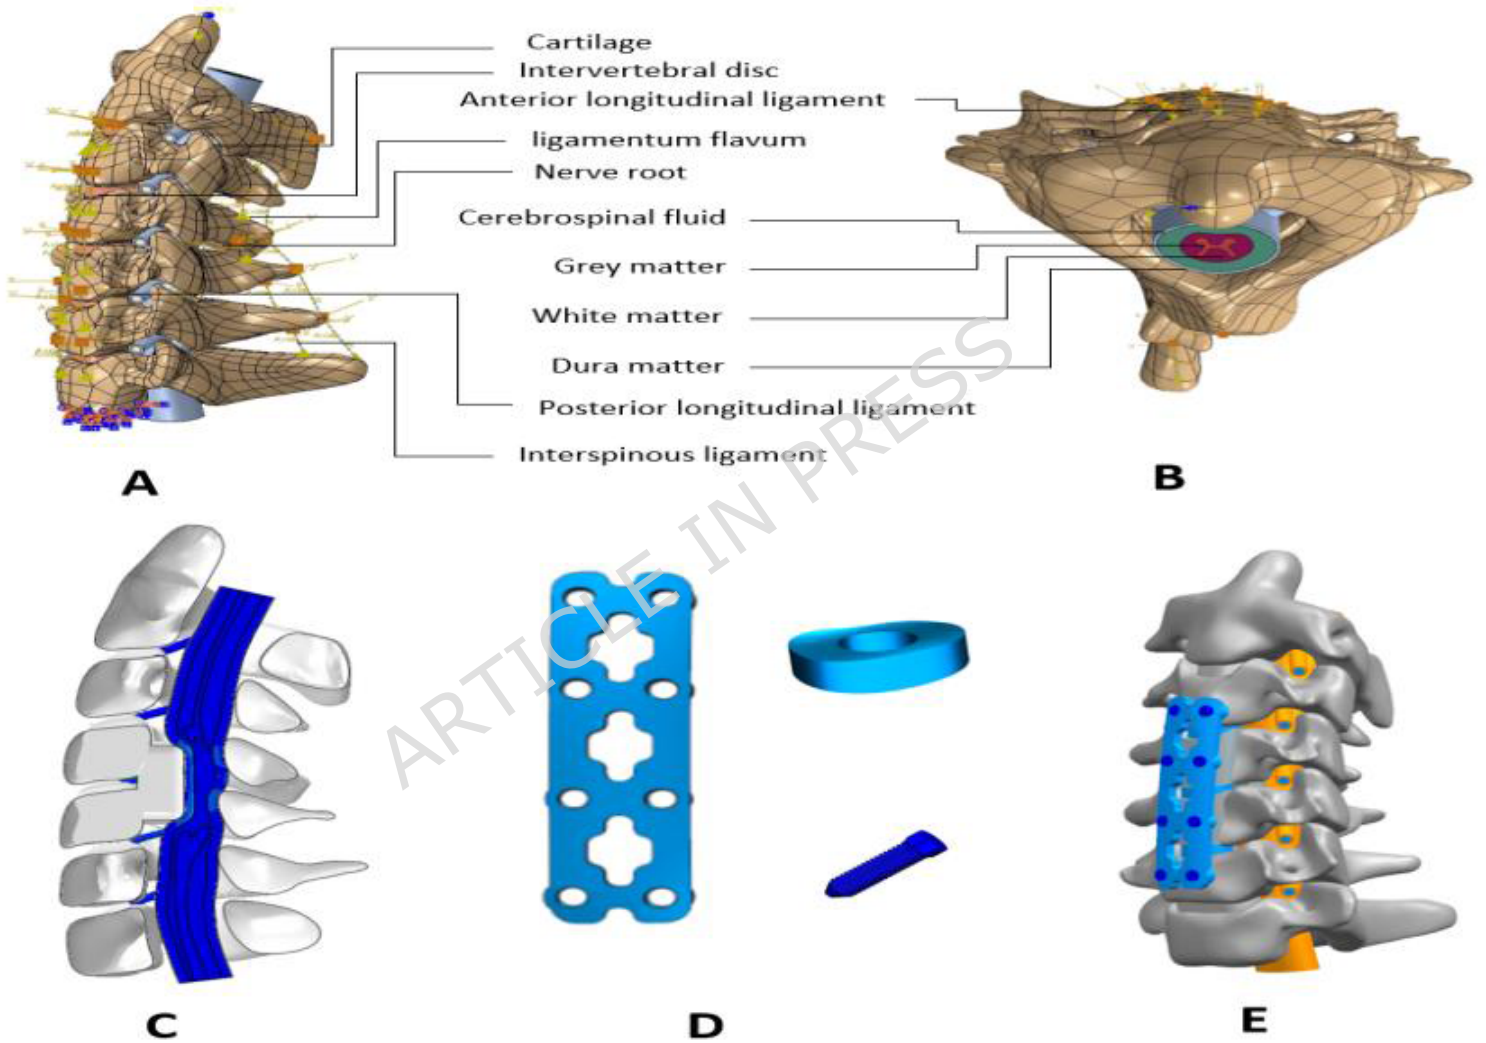 Cartilage
Intervertebral disc
Anterior longitudinal ligament
ligamentum flavum
Nerve root
Cerebrospinal fluid
Grey matter
White matter
Dura matter
Posterior longitudinal ligament
Interspinous ligament
A
B
ARTICLE IN PRESS
C
D
E